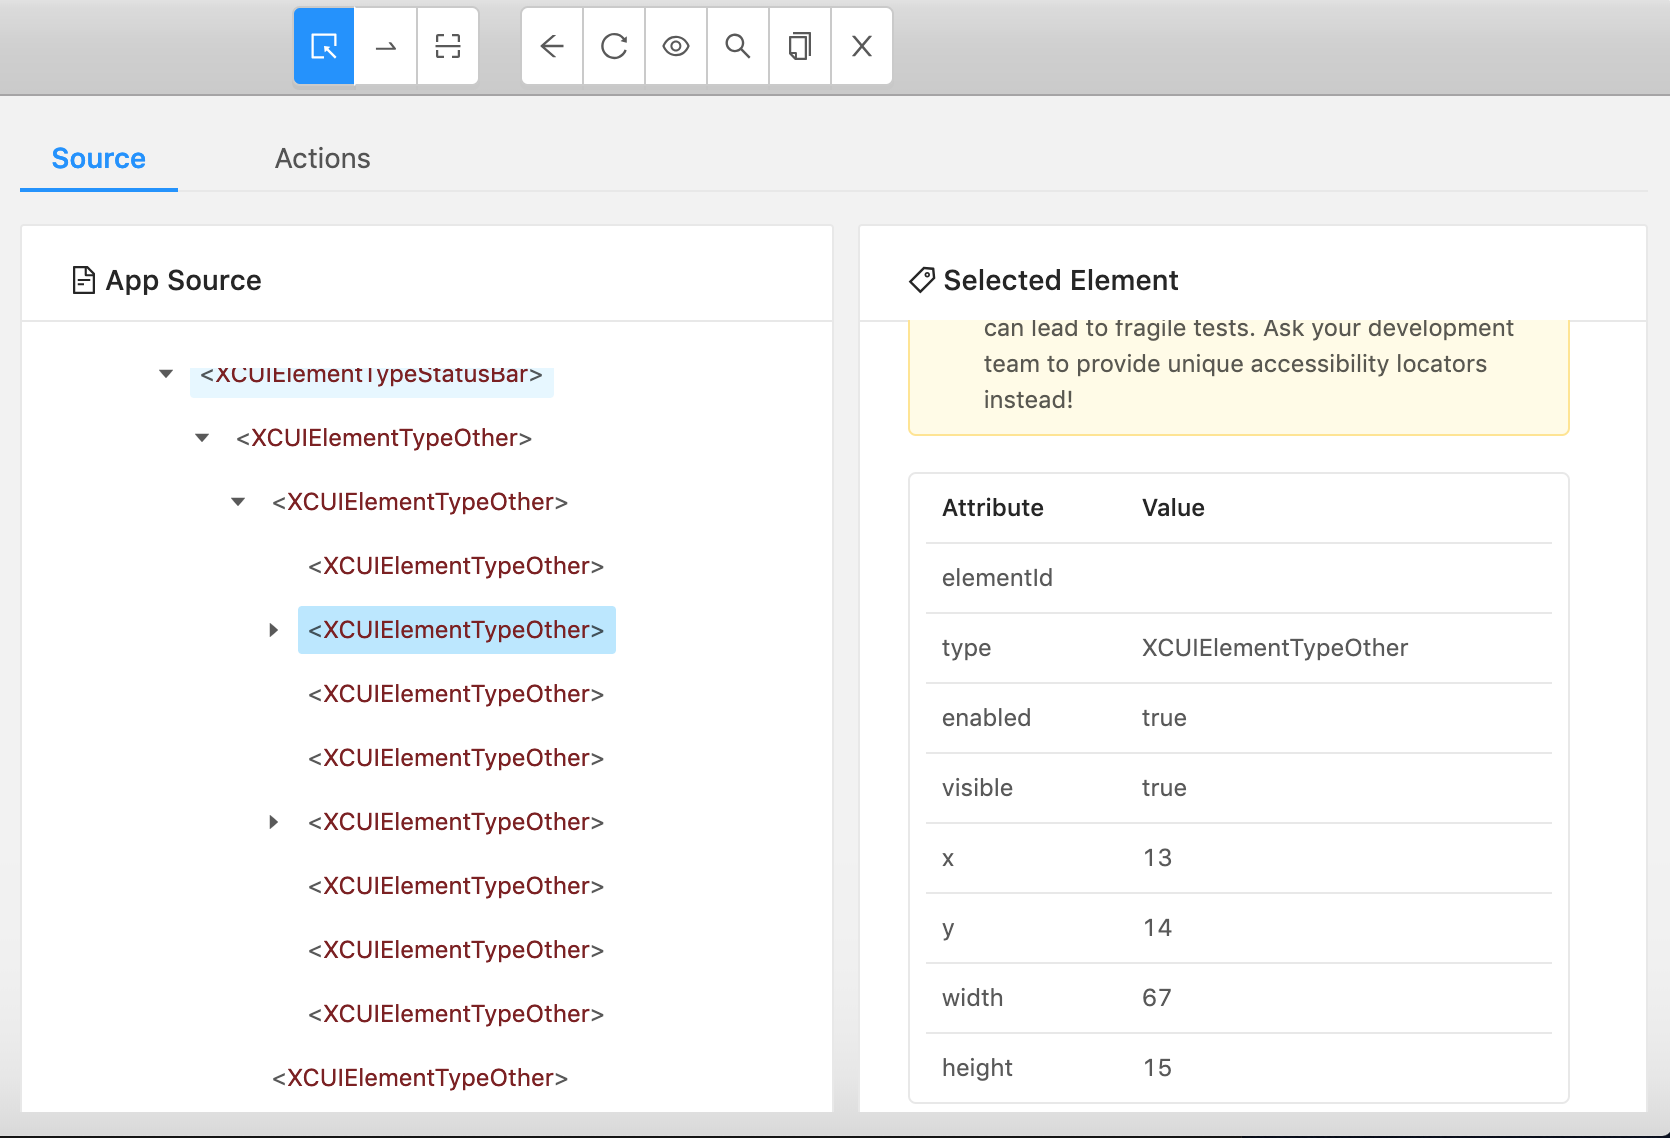 Source
Actions
App Source
<XCUIElementTypeStatusBar>
<XCUIElementTypeOther>
<XCUIElementTypeOther>
<XCUIElementTypeOther>
<XCUIElementTypeOther>
<XCUIElementTypeOther>
<XCUIElementTypeOther>
<XCUIElementTypeOther>
<XCUIElementTypeOther>
<XCUIElementTypeOther>
<XCUIElementTypeOther>
<XCUIElementTypeOther>
Selected Element
can lead to fragile tests. Ask your development
team to provide unique accessibility locators
instead!
Attribute Value
elementId
type XCUIElementTypeOther
enabled true
visible true
x 13
y 14
width 67
height 15